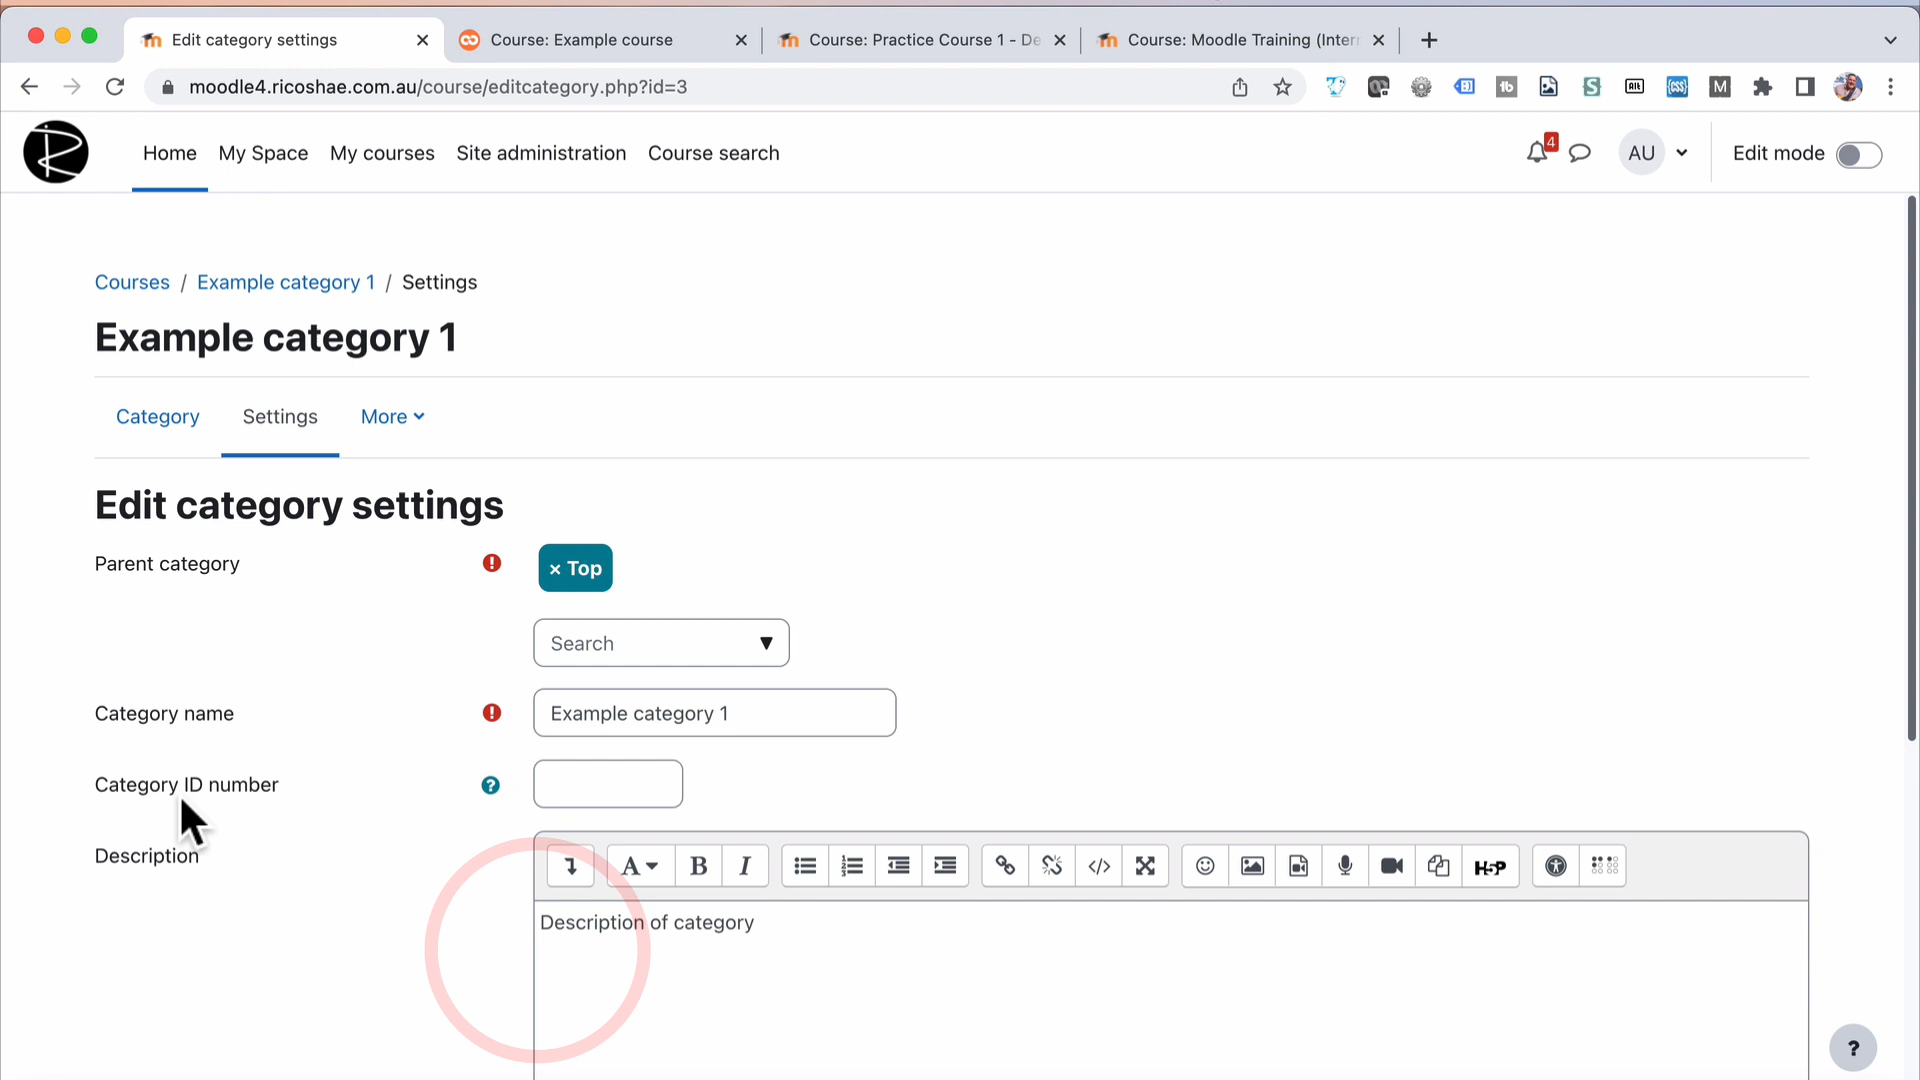 Edit category settings
Course: Example course
Course: Practice Course 1 - De
Course: Moodle Training (Inter
moodle4.ricoshae.com.au/course/editcategory.php?id=3
Home
My Space
My courses
Site administration
Course search
4
AU
Edit mode
Courses / Example category 1 / Settings
Example category 1
Category
Settings
More
Edit category settings
Parent category
× Top
Search
Category name
Example category 1
Category ID number
Description
A
B
I
H5P
Description of category
?